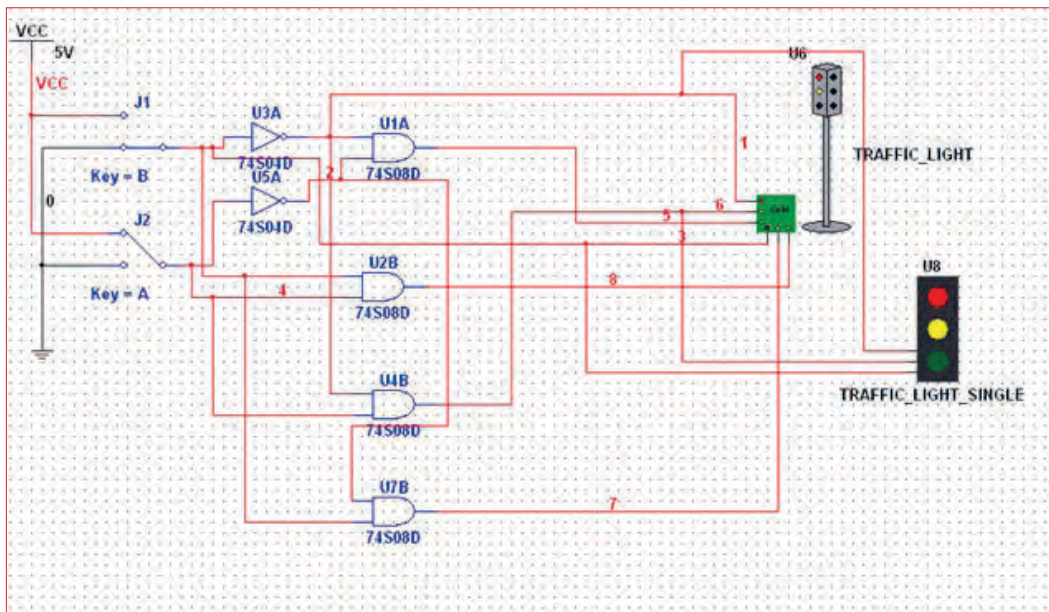 VCC
5V
VCC
J1
Key = B
0
J2
Key = A
U3A
74S04D
2
U5A
74S04D
U1A
74S08D
U2B
74S08D
4
U4B
74S08D
U7B
74S08D
1
6
5
3
8
7
U6
TRAFFIC_LIGHT
U8
TRAFFIC_LIGHT_SINGLE